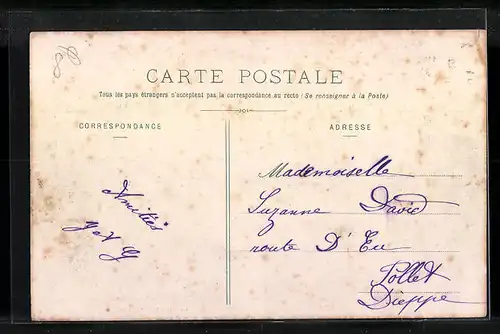 CARTE POSTALE
Tous les pays étrangers n'acceptent pas la correspondance au recto (Se renseigner à la Poste)
CORRESPONDANCE
ADRESSE
Amitiés
Mademoiselle
Suzanne David
route D'Eu
Pollet
Dieppe